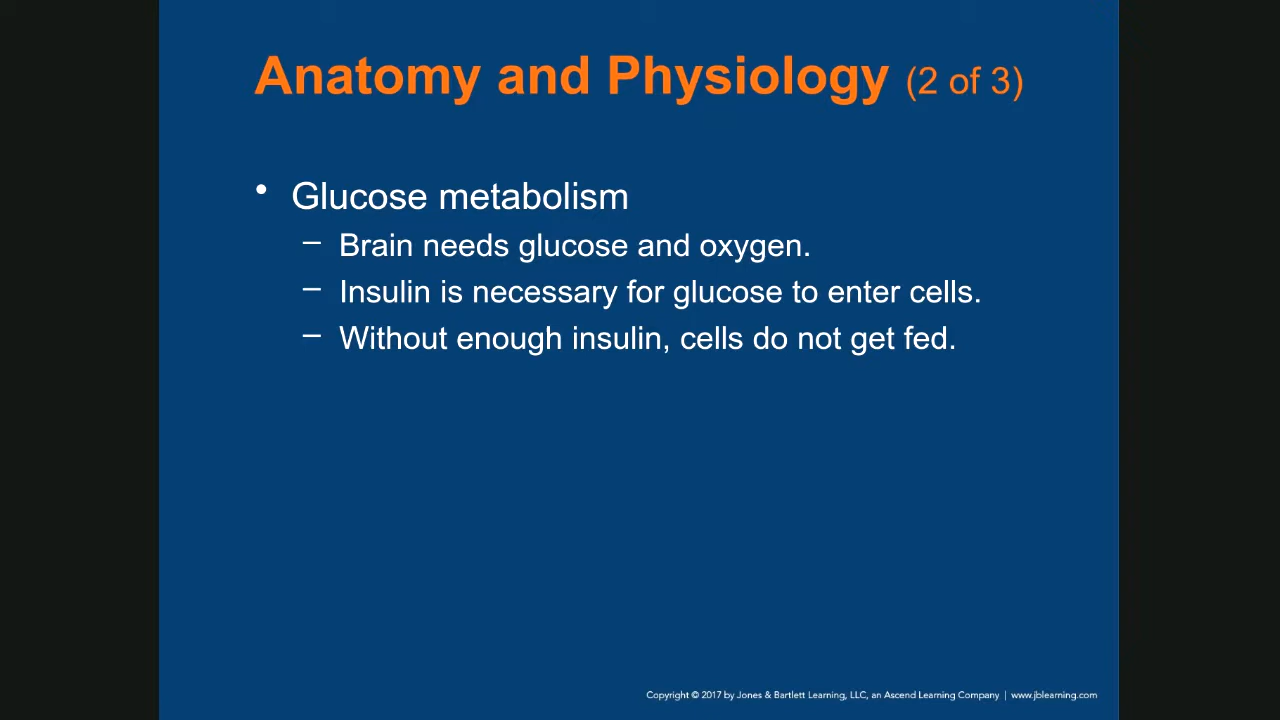 Anatomy and Physiology (2 of 3)
• Glucose metabolism
– Brain needs glucose and oxygen.
– Insulin is necessary for glucose to enter cells.
– Without enough insulin, cells do not get fed.
Copyright © 2017 by Jones & Bartlett Learning, LLC, an Ascend Learning Company | www.jblearning.com